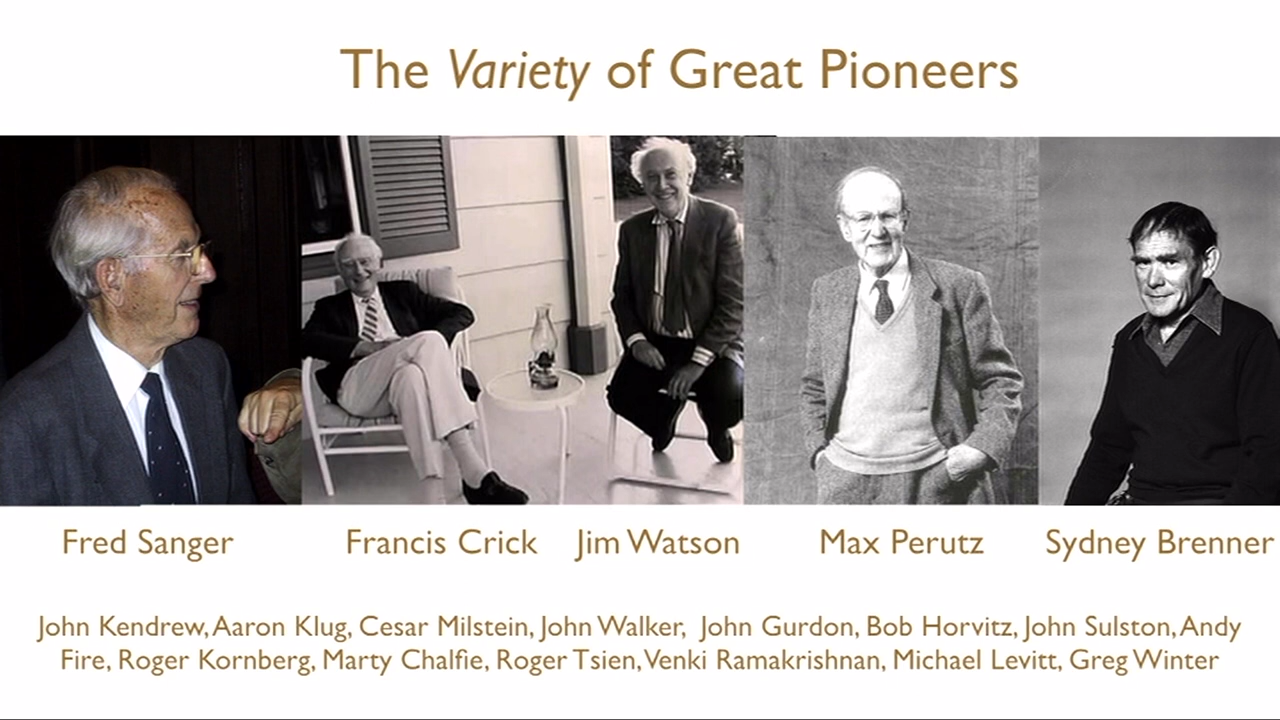 The Variety of Great Pioneers
Fred Sanger
Francis Crick
Jim Watson
Max Perutz
Sydney Brenner
John Kendrew, Aaron Klug, Cesar Milstein, John Walker, John Gurdon, Bob Horvitz, John Sulston, Andy
Fire, Roger Kornberg, Marty Chalfie, Roger Tsien, Venki Ramakrishnan, Michael Levitt, Greg Winter